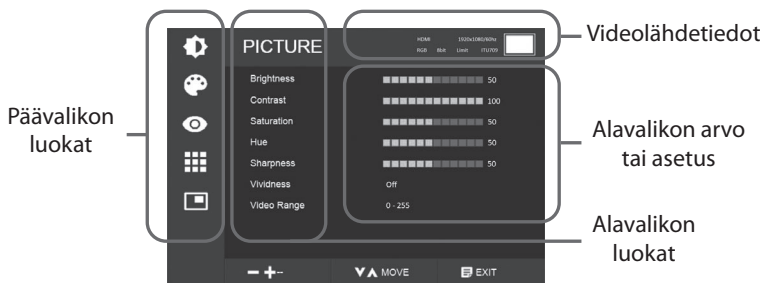 PICTURE
HDMI 1920x1080/60hz
RGB 8bit Limit ITU709
Videolähdetiedot
Päävalikon
luokat
Brightness 50
Contrast 100
Saturation 50
Hue 50
Sharpness 50
Vividness Off
Video Range 0 - 255
Alavalikon arvo
tai asetus
Alavalikon
luokat
MOVE EXIT